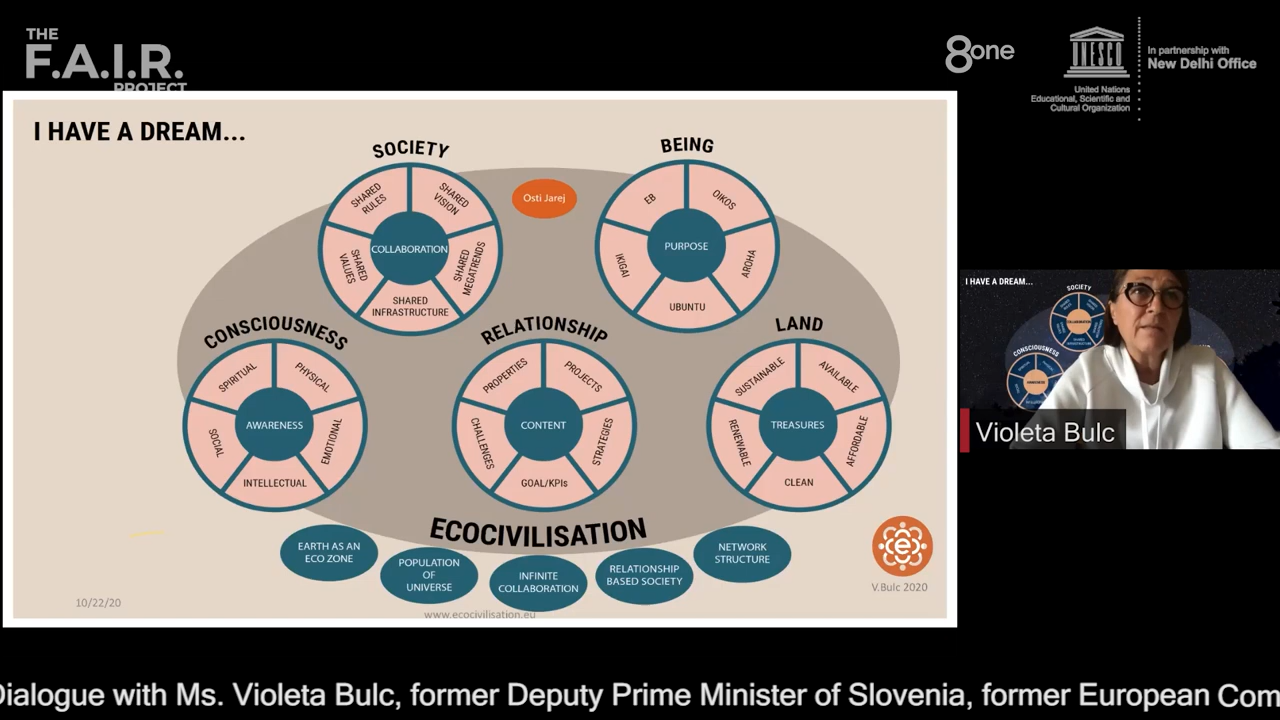 THE
F.A.I.R.
PROJECT
8one
UNESCO
United Nations
Educational, Scientific and
Cultural Organization
In partnership with
New Delhi Office
I HAVE A DREAM...
SOCIETY
SHARED
RULES
SHARED
VISION
SHARED
VALUES
COLLABORATION
SHARED
MEGATRENDS
SHARED
INFRASTRUCTURE
Osti Jarej
BEING
EB
OIKOS
IKIGAI
PURPOSE
AROHA
UBUNTU
CONSCIOUSNESS
SPIRITUAL
PHYSICAL
SOCIAL
AWARENESS
EMOTIONAL
INTELLECTUAL
RELATIONSHIP
PROPERTIES
PROJECTS
CHALLENGES
CONTENT
STRATEGIES
GOAL/KPIs
LAND
SUSTAINABLE
AVAILABLE
RENEWABLE
TREASURES
AFFORDABLE
CLEAN
ECOCIVILISATION
EARTH AS AN
ECO ZONE
POPULATION
OF
UNIVERSE
INFINITE
COLLABORATION
RELATIONSHIP
BASED SOCIETY
NETWORK
STRUCTURE
e
V.Bulc 2020
10/22/20
www.ecocivilisation.eu
I HAVE A DREAM...
SOCIETY
COLLABORATION
CONSCIOUSNESS
AWARENESS
Violeta Bulc
Dialogue with Ms. Violeta Bulc, former Deputy Prime Minister of Slovenia, former European Com